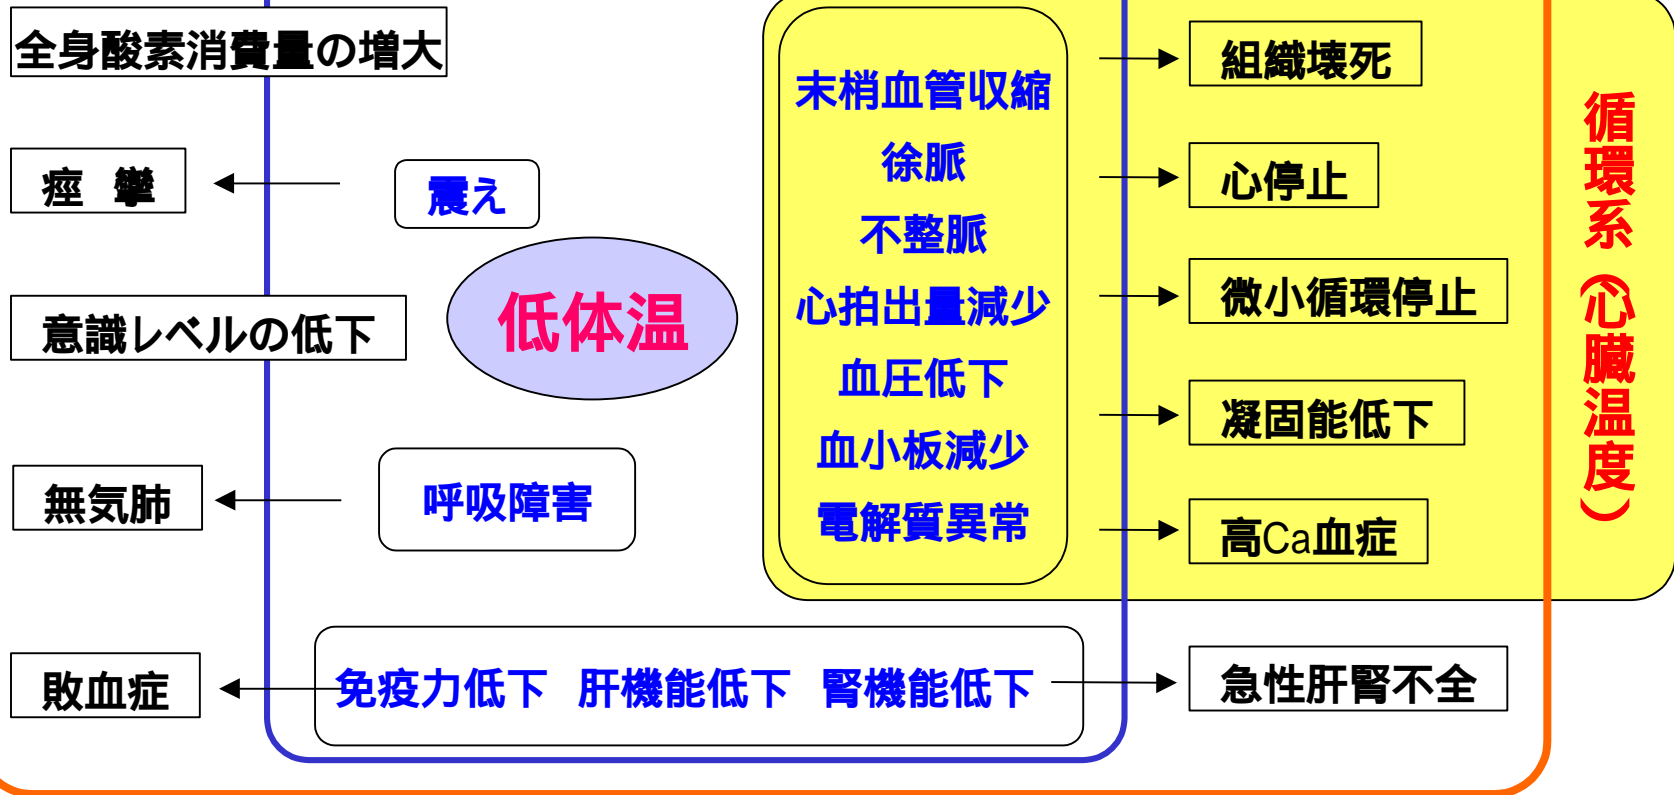 全身酸素消費量の増大
痙 攣
震え
意識レベルの低下
低体温
無気肺
呼吸障害
敗血症
免疫力低下 肝機能低下 腎機能低下
末梢血管収縮
徐脈
不整脈
心拍出量減少
血圧低下
血小板減少
電解質異常
組織壊死
心停止
微小循環停止
凝固能低下
高Ca血症
急性肝腎不全
循環系（心臓温度）